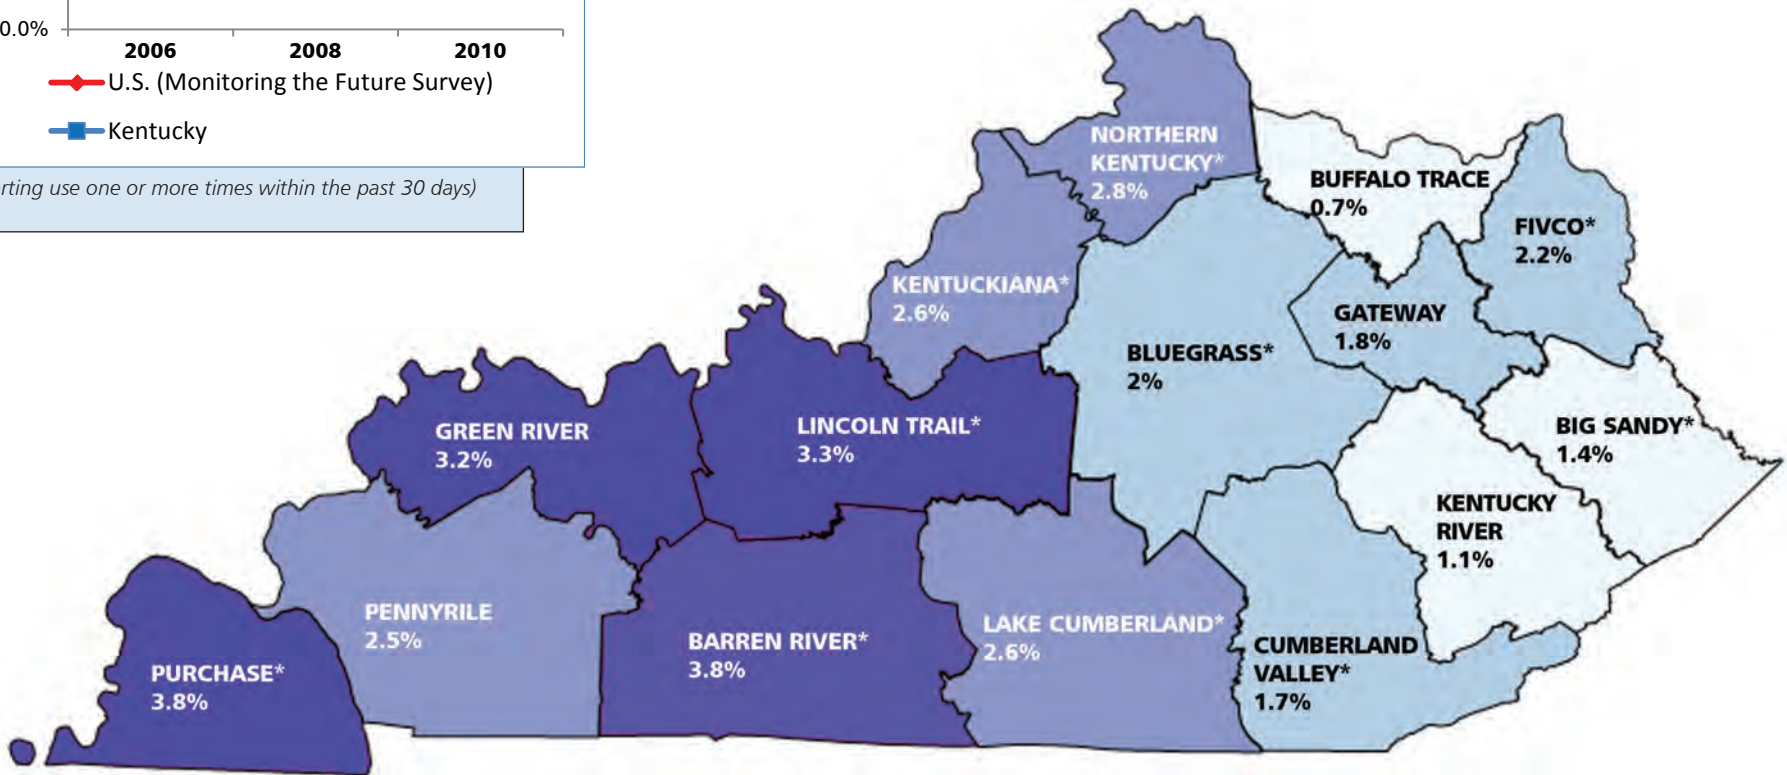 0.0%
2006 2008 2010
U.S. (Monitoring the Future Survey)
Kentucky
use one or more times within the past 30 days)
NORTHERN
KENTUCKY*
2.8%
BUFFALO TRACE
0.7%
FIVCO*
2.2%
KENTUCKIANA*
2.6%
GATEWAY
1.8%
BLUEGRASS*
2%
GREEN RIVER
3.2%
LINCOLN TRAIL*
3.3%
BIG SANDY*
1.4%
KENTUCKY
RIVER
1.1%
PENNYRILE
2.5%
BARREN RIVER*
3.8%
LAKE CUMBERLAND*
2.6%
CUMBERLAND
VALLEY*
1.7%
PURCHASE*
3.8%